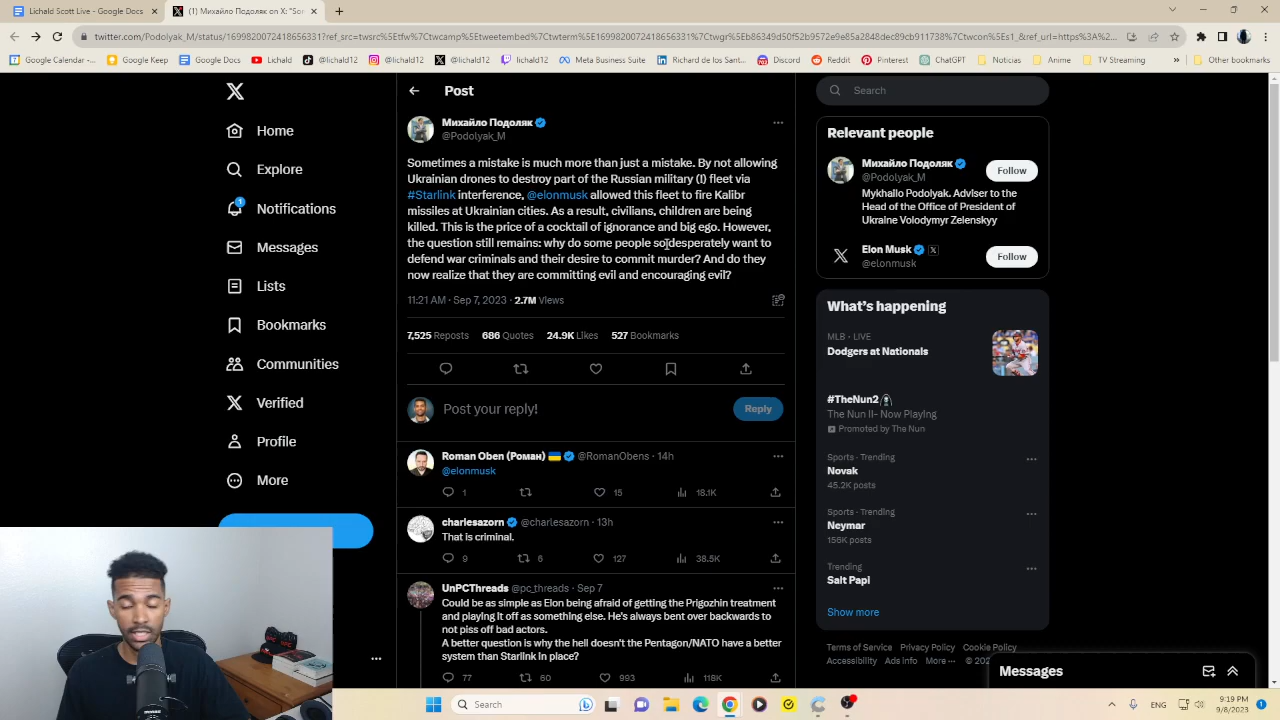 Lichald Scott Live - Google Docs
(1) Михайло Подоляк on X: "Som
twitter.com/Podolyak_M/status/1699820072418656331?ref_src=twsrc%5Etfw%7Ctwcamp%5Etweetembed%7Ctwterm%5E1699820072418656331%7Ctwgr%5Eb86349d50f52b9572e9e85a2848dec89cb911738%7Ctwcon%5Es1_&ref_url=https%3A%2...
Google Calendar -...
Google Keep
Google Docs
Lichald
@lichald12
@lichald12
@lichald12
@lichald12
Meta Business Suite
Richard de los Sant...
Discord
Reddit
Pinterest
ChatGPT
Noticias
Anime
TV Streaming
Other bookmarks
Home
Explore
1
Notifications
Messages
Lists
Bookmarks
Communities
Verified
Profile
More
Post
Михайло Подоляк
@Podolyak_M
Sometimes a mistake is much more than just a mistake. By not allowing
Ukrainian drones to destroy part of the Russian military (!) fleet via
#Starlink interference, @elonmusk allowed this fleet to fire Kalibr
missiles at Ukrainian cities. As a result, civilians, children are being
killed. This is the price of a cocktail of ignorance and big ego. However,
the question still remains: why do some people so desperately want to
defend war criminals and their desire to commit murder? And do they
now realize that they are committing evil and encouraging evil?
11:21 AM · Sep 7, 2023 · 2.7M Views
7,525 Reposts 686 Quotes 24.9K Likes 527 Bookmarks
Post your reply!
Reply
Roman Oben (Роман) @RomanObens · 14h
@elonmusk
1 15 18.1K
charlesazorn @charlesazorn · 13h
That is criminal.
9 6 127 38.5K
UnPCThreads @pc_threads · Sep 7
Could be as simple as Elon being afraid of getting the Prigozhin treatment
and playing it off as something else. He's always bent over backwards to
not piss off bad actors.
A better question is why the hell doesn't the Pentagon/NATO have a better
system than Starlink in place?
77 60 993 118K
Search
Relevant people
Михайло Подоляк
@Podolyak_M
Follow
Mykhailo Podolyak. Adviser to the
Head of the Office of President of
Ukraine Volodymyr Zelenskyy
Elon Musk
@elonmusk
Follow
What's happening
MLB · LIVE
Dodgers at Nationals
#TheNun2
The Nun II- Now Playing
Promoted by The Nun
Sports · Trending
Novak
45.2K posts
Sports · Trending
Neymar
156K posts
Trending
Salt Papi
Show more
Terms of Service Privacy Policy Cookie Policy
Accessibility Ads info More ··· © 202
Messages
Search
ENG
9:19 PM
9/8/2023
1